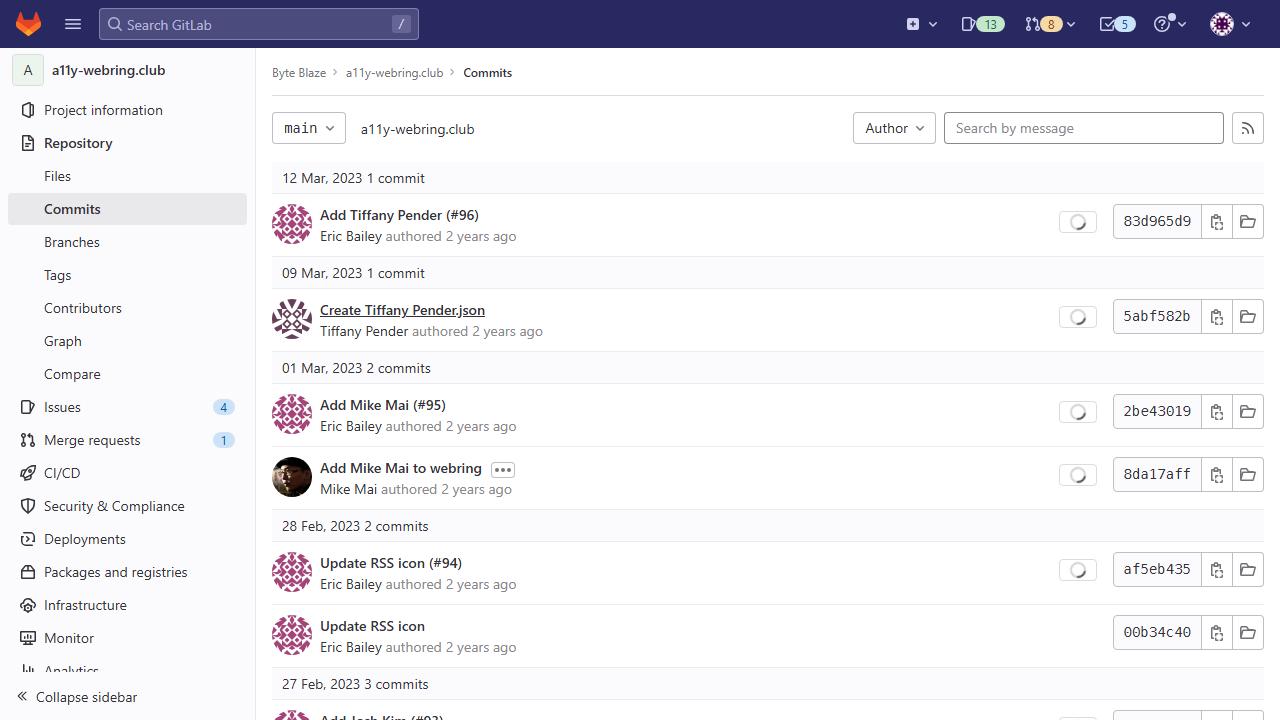 Search GitLab /
13
8
5
A a11y-webring.club
Project information
Repository
Files
Commits
Branches
Tags
Contributors
Graph
Compare
Issues 4
Merge requests 1
CI/CD
Security & Compliance
Deployments
Packages and registries
Infrastructure
Monitor
Analytics
Collapse sidebar
Byte Blaze a11y-webring.club Commits
main a11y-webring.club Author Search by message
12 Mar, 2023 1 commit
Add Tiffany Pender (#96)
Eric Bailey authored 2 years ago
83d965d9
09 Mar, 2023 1 commit
Create Tiffany Pender.json
Tiffany Pender authored 2 years ago
5abf582b
01 Mar, 2023 2 commits
Add Mike Mai (#95)
Eric Bailey authored 2 years ago
2be43019
Add Mike Mai to webring
Mike Mai authored 2 years ago
8da17aff
28 Feb, 2023 2 commits
Update RSS icon (#94)
Eric Bailey authored 2 years ago
af5eb435
Update RSS icon
Eric Bailey authored 2 years ago
00b34c40
27 Feb, 2023 3 commits
Add Josh Kim (#93)